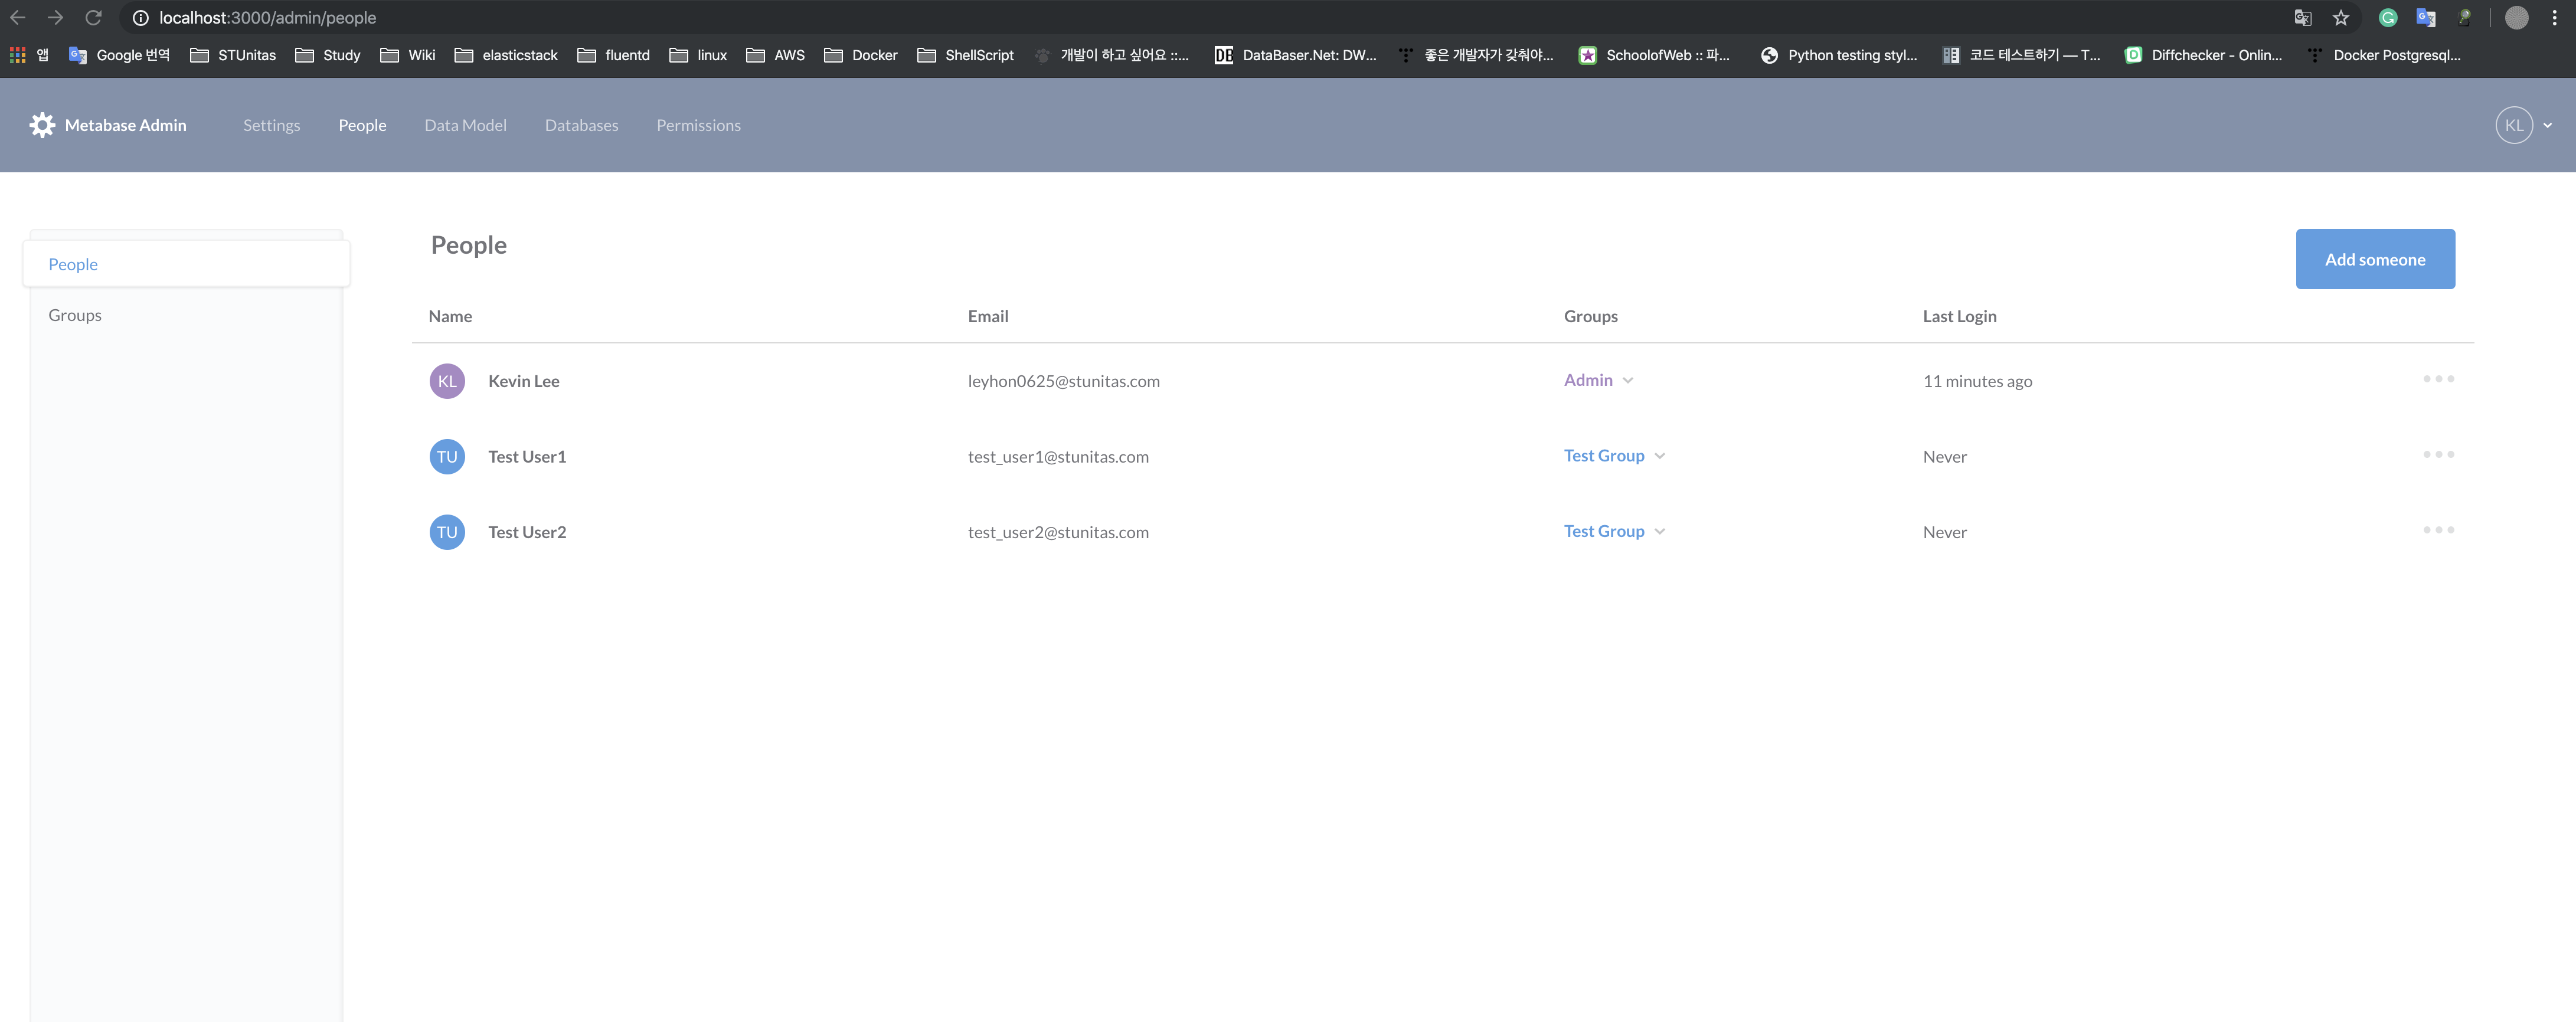 localhost:3000/admin/people
앱 Google 번역 STUnitas Study Wiki elasticstack fluentd linux AWS Docker ShellScript 개발이 하고 싶어요 ::... DB DataBaser.Net: DW... 좋은 개발자가 갖춰야... SchoolofWeb :: 파... Python testing styl... 코드 테스트하기 — T... Diffchecker - Onlin... Docker Postgresql...
Metabase Admin Settings People Data Model Databases Permissions KL
People
Groups
People Add someone
Name Email Groups Last Login
KL Kevin Lee leyhon0625@stunitas.com Admin 11 minutes ago
TU Test User1 test_user1@stunitas.com Test Group Never
TU Test User2 test_user2@stunitas.com Test Group Never